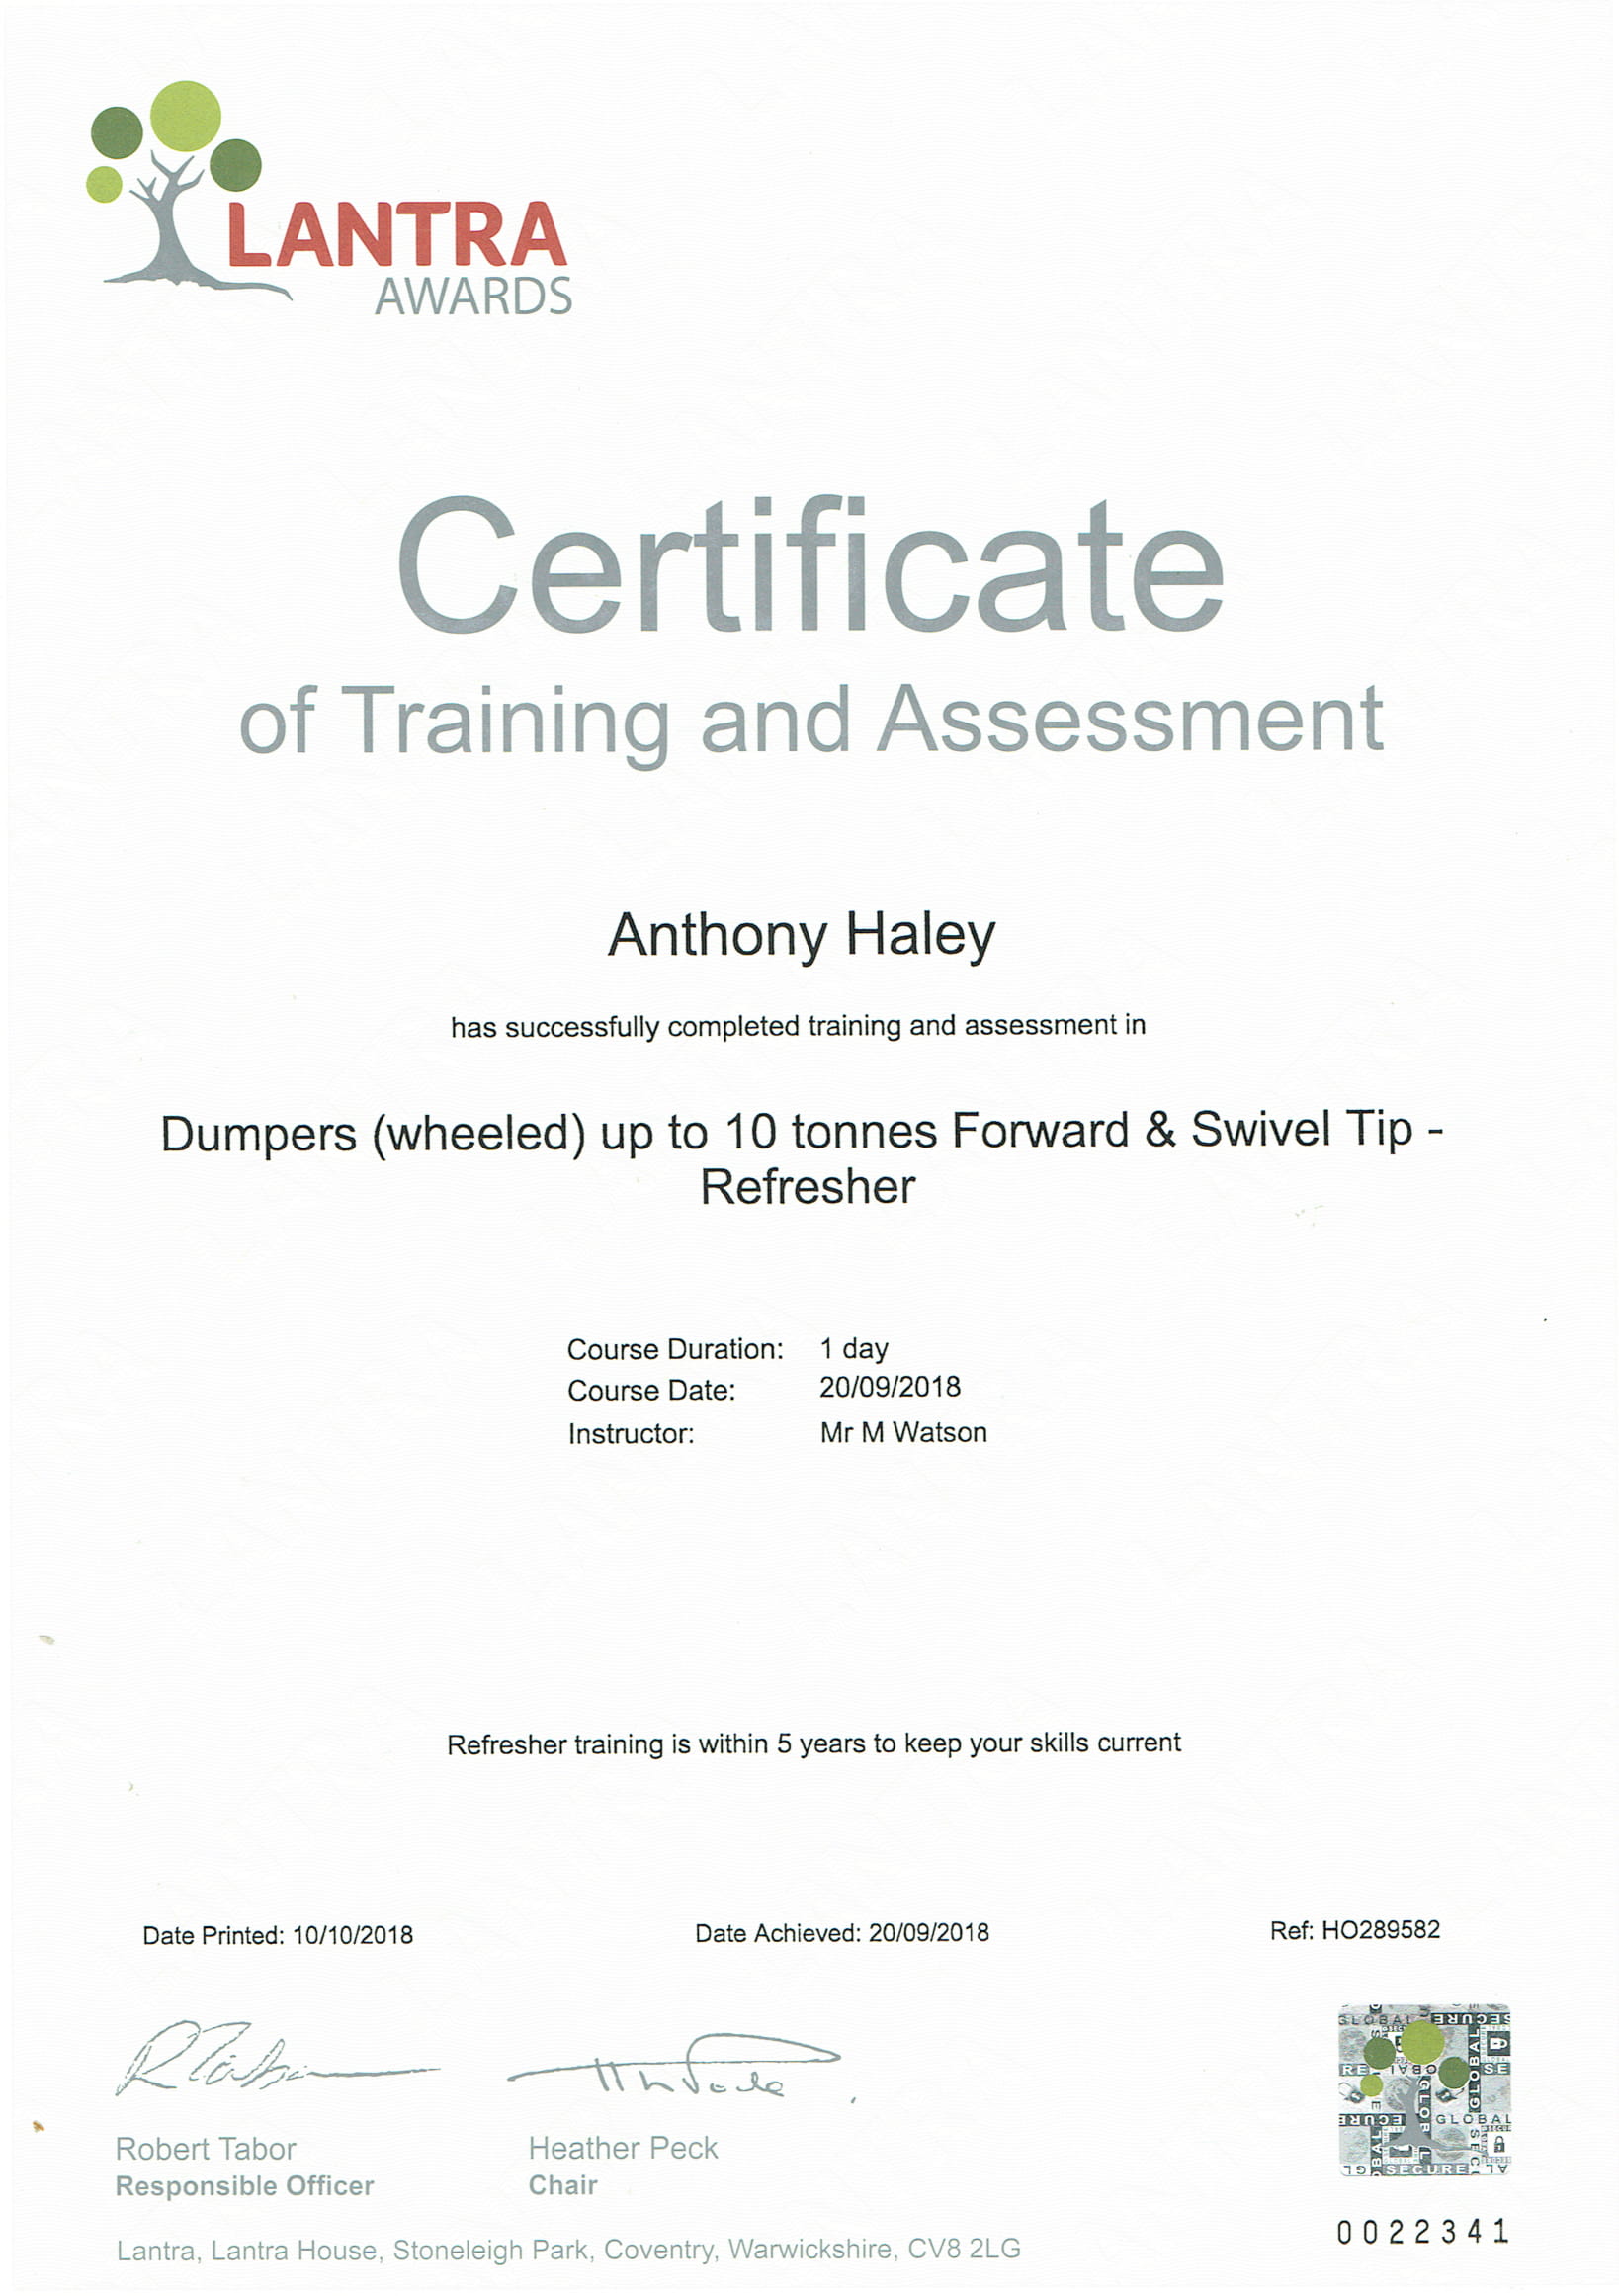 LANTRA
AWARDS
Certificate
of Training and Assessment
Anthony Haley
has successfully completed training and assessment in
Dumpers (wheeled) up to 10 tonnes Forward & Swivel Tip -
Refresher
Course Duration: 1 day
Course Date: 20/09/2018
Instructor: Mr M Watson
Refresher training is within 5 years to keep your skills current
Date Printed: 10/10/2018 Date Achieved: 20/09/2018 Ref: HO289582
Robert Tabor Heather Peck
Responsible Officer Chair
GLOBAL
SECURE
GLOBAL
SECURE
0022341
Lantra, Lantra House, Stoneleigh Park, Coventry, Warwickshire, CV8 2LG